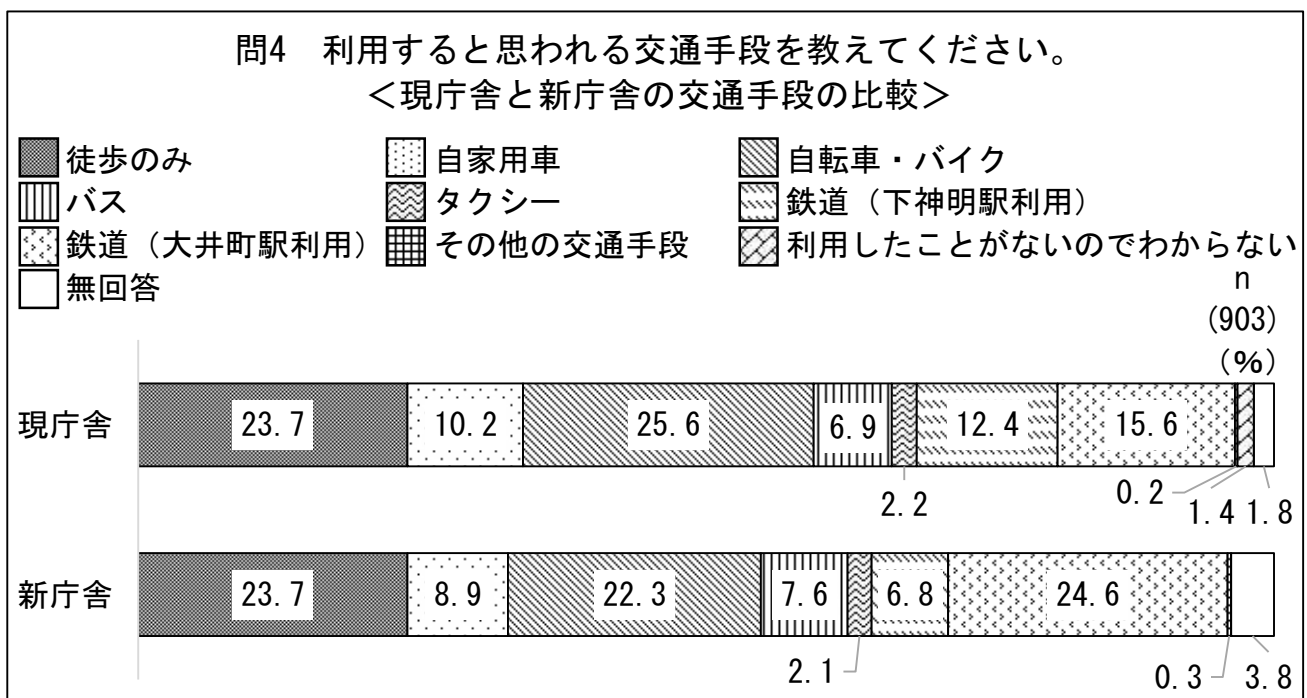 問4　利用すると思われる交通手段を教えてください。
＜現庁舎と新庁舎の交通手段の比較＞
徒歩のみ　自家用車　自転車・バイク
バス　タクシー　鉄道（下神明駅利用）
鉄道（大井町駅利用）　その他の交通手段　利用したことがないのでわからない
無回答
n
(903)
(%)
現庁舎　23.7　10.2　25.6　6.9　12.4　15.6
2.2　0.2　1.4　1.8
新庁舎　23.7　8.9　22.3　7.6　6.8　24.6
2.1　0.3　3.8